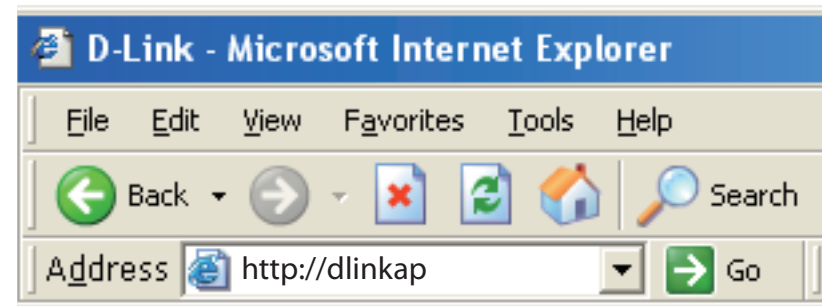 D-Link - Microsoft Internet Explorer
File Edit View Favorites Tools Help
Back Search
Address http://dlinkap Go